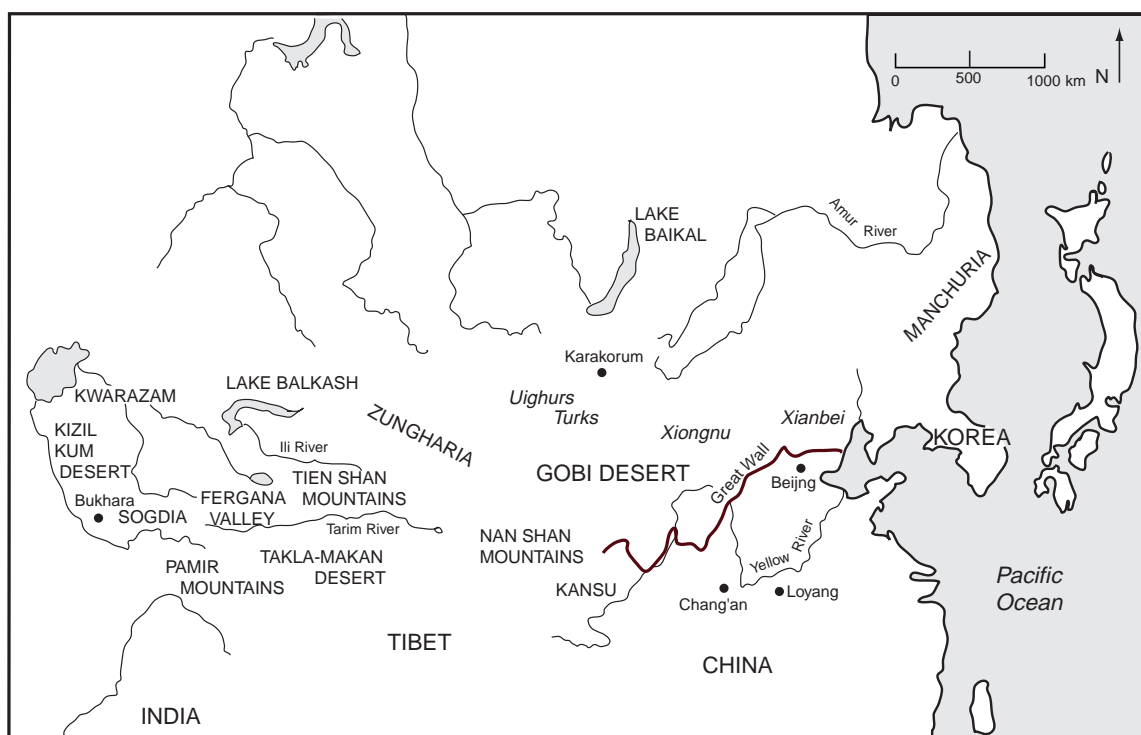 0
500
1000 km
N
LAKE
BAIKAL
Amur
River
MANCHURIA
Karakorum
KWARAZAM
LAKE BALKASH
Uighurs
Turks
ZUNGHARIA
Xiongnu
Xianbei
KOREA
KIZIL
KUM
DESERT
Ili River
TIEN SHAN
MOUNTAINS
GOBI DESERT
Great Wall
Beijng
Bukhara
SOGDIA
FERGANA
VALLEY
Tarim River
NAN SHAN
MOUNTAINS
TAKLA-MAKAN
DESERT
PAMIR
MOUNTAINS
KANSU
Yellow River
Chang'an
Loyang
Pacific
Ocean
TIBET
CHINA
INDIA